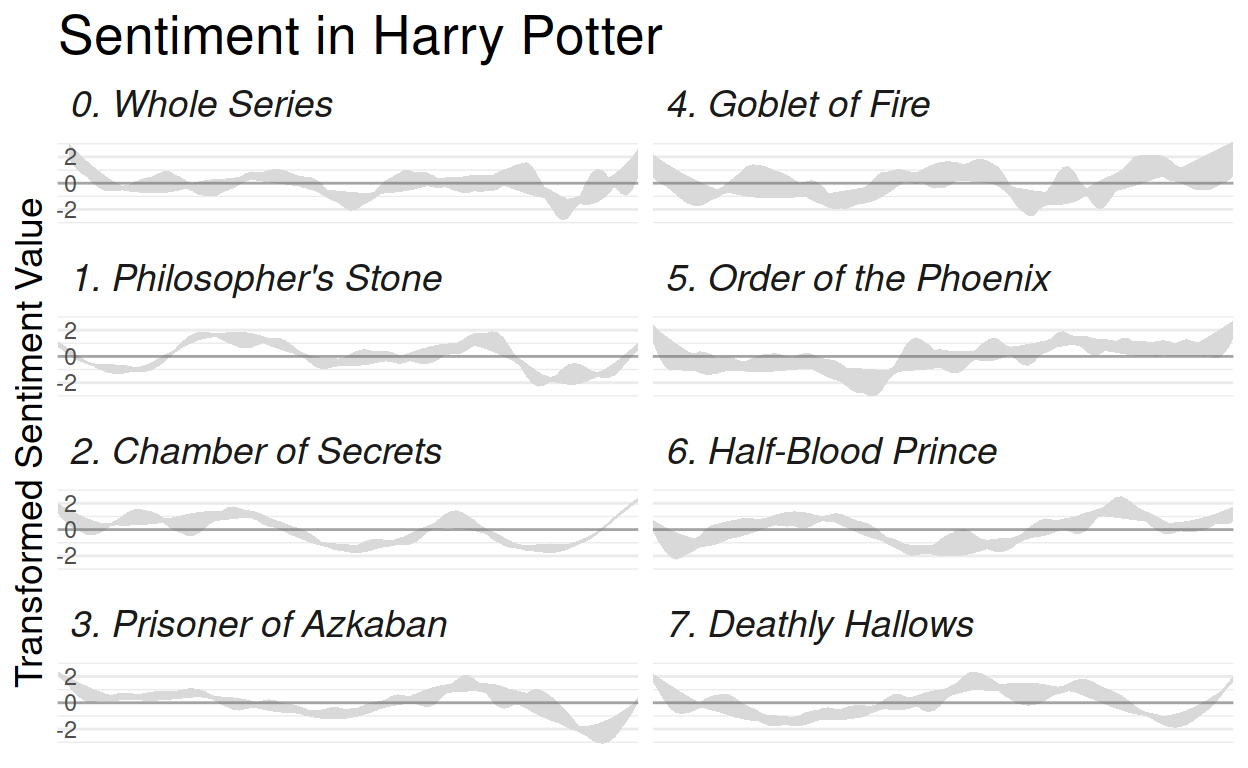 Sentiment in Harry Potter
Transformed Sentiment Value
0. Whole Series
2
0
-2
1. Philosopher's Stone
2
0
-2
2. Chamber of Secrets
2
0
-2
3. Prisoner of Azkaban
2
0
-2
4. Goblet of Fire
5. Order of the Phoenix
6. Half-Blood Prince
7. Deathly Hallows